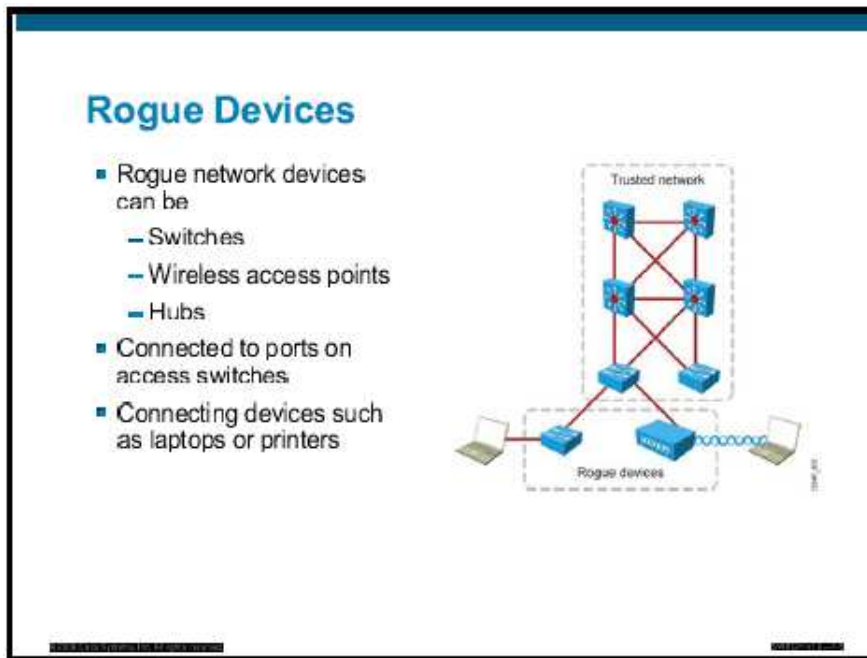 Rogue Devices
Rogue network devices
can be
– Switches
– Wireless access points
– Hubs
Connected to ports on
access switches
Connecting devices such
as laptops or printers
Trusted network
Rogue devices